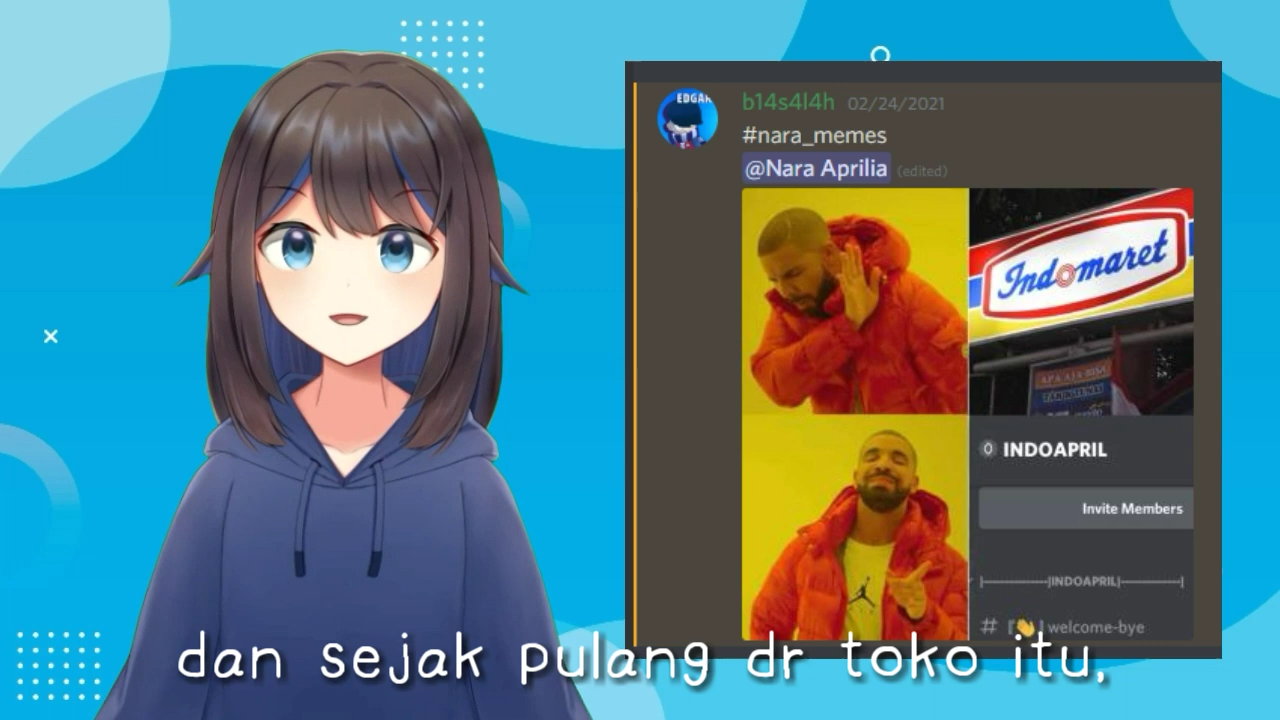 EDGAR
b14s4l4h 02/24/2021
#nara_memes
@Nara Aprilia (edited)
Indomaret
INDOAPRIL
Invite Members
|INDOAPRIL|
# welcome-bye
dan sejak pulang dr toko itu,